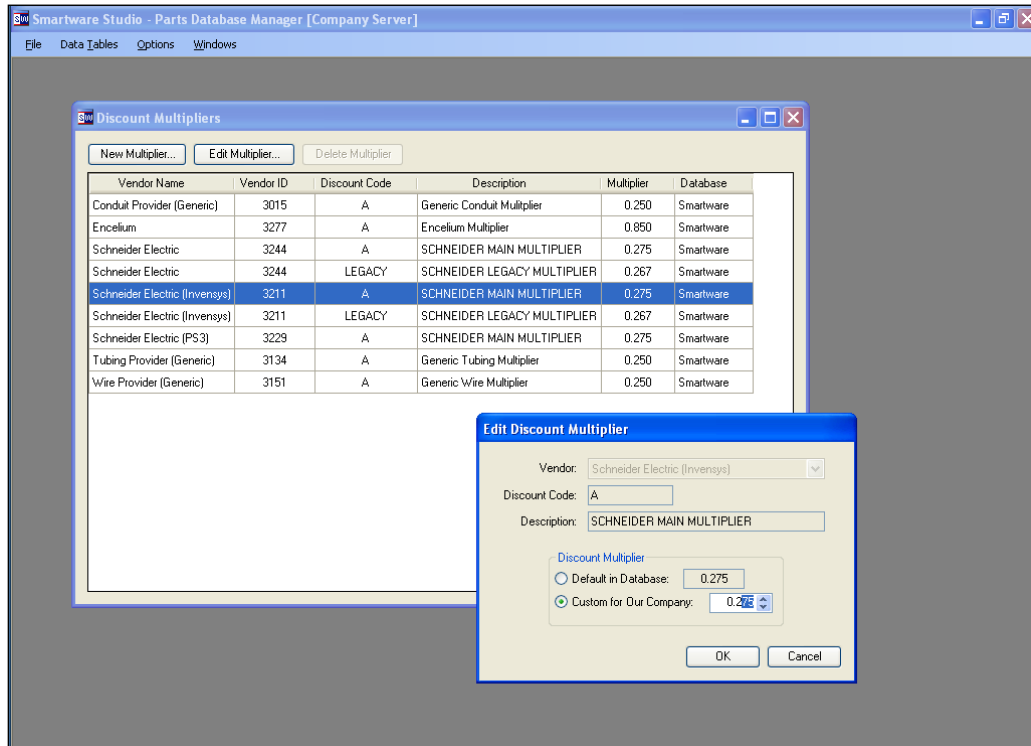 SW Smartware Studio - Parts Database Manager [Company Server]
File Data Tables Options Windows
SW Discount Multipliers
New Multiplier... Edit Multiplier... Delete Multiplier
Vendor Name Vendor ID Discount Code Description Multiplier Database
Conduit Provider (Generic) 3015 A Generic Conduit Mulitplier 0.250 Smartware
Encelium 3277 A Encelium Multiplier 0.850 Smartware
Schneider Electric 3244 A SCHNEIDER MAIN MULTIPLIER 0.275 Smartware
Schneider Electric 3244 LEGACY SCHNEIDER LEGACY MULTIPLIER 0.267 Smartware
Schneider Electric (Invensys) 3211 A SCHNEIDER MAIN MULTIPLIER 0.275 Smartware
Schneider Electric (Invensys) 3211 LEGACY SCHNEIDER LEGACY MULTIPLIER 0.267 Smartware
Schneider Electric (PS3) 3229 A SCHNEIDER MAIN MULTIPLIER 0.275 Smartware
Tubing Provider (Generic) 3134 A Generic Tubing Multiplier 0.250 Smartware
Wire Provider (Generic) 3151 A Generic Wire Multiplier 0.250 Smartware
Edit Discount Multiplier
Vendor: Schneider Electric (Invensys)
Discount Code: A
Description: SCHNEIDER MAIN MULTIPLIER
Discount Multiplier
Default in Database: 0.275
Custom for Our Company: 0.275
OK Cancel